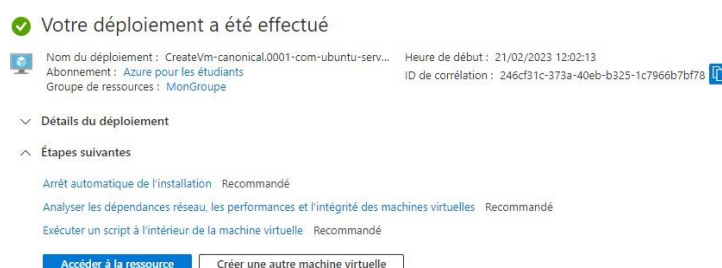 Votre déploiement a été effectué
Nom du déploiement : CreateVm-canonical.0001-com-ubuntu-serv... Heure de début : 21/02/2023 12:02:13
Abonnement : Azure pour les étudiants ID de corrélation : 246cf31c-373a-40eb-b325-1c7966b7bf78
Groupe de ressources : MonGroupe
Détails du déploiement
Étapes suivantes
Arrêt automatique de l'installation Recommandé
Analyser les dépendances réseau, les performances et l'intégrité des machines virtuelles Recommandé
Exécuter un script à l'intérieur de la machine virtuelle Recommandé
Accéder à la ressource Créer une autre machine virtuelle